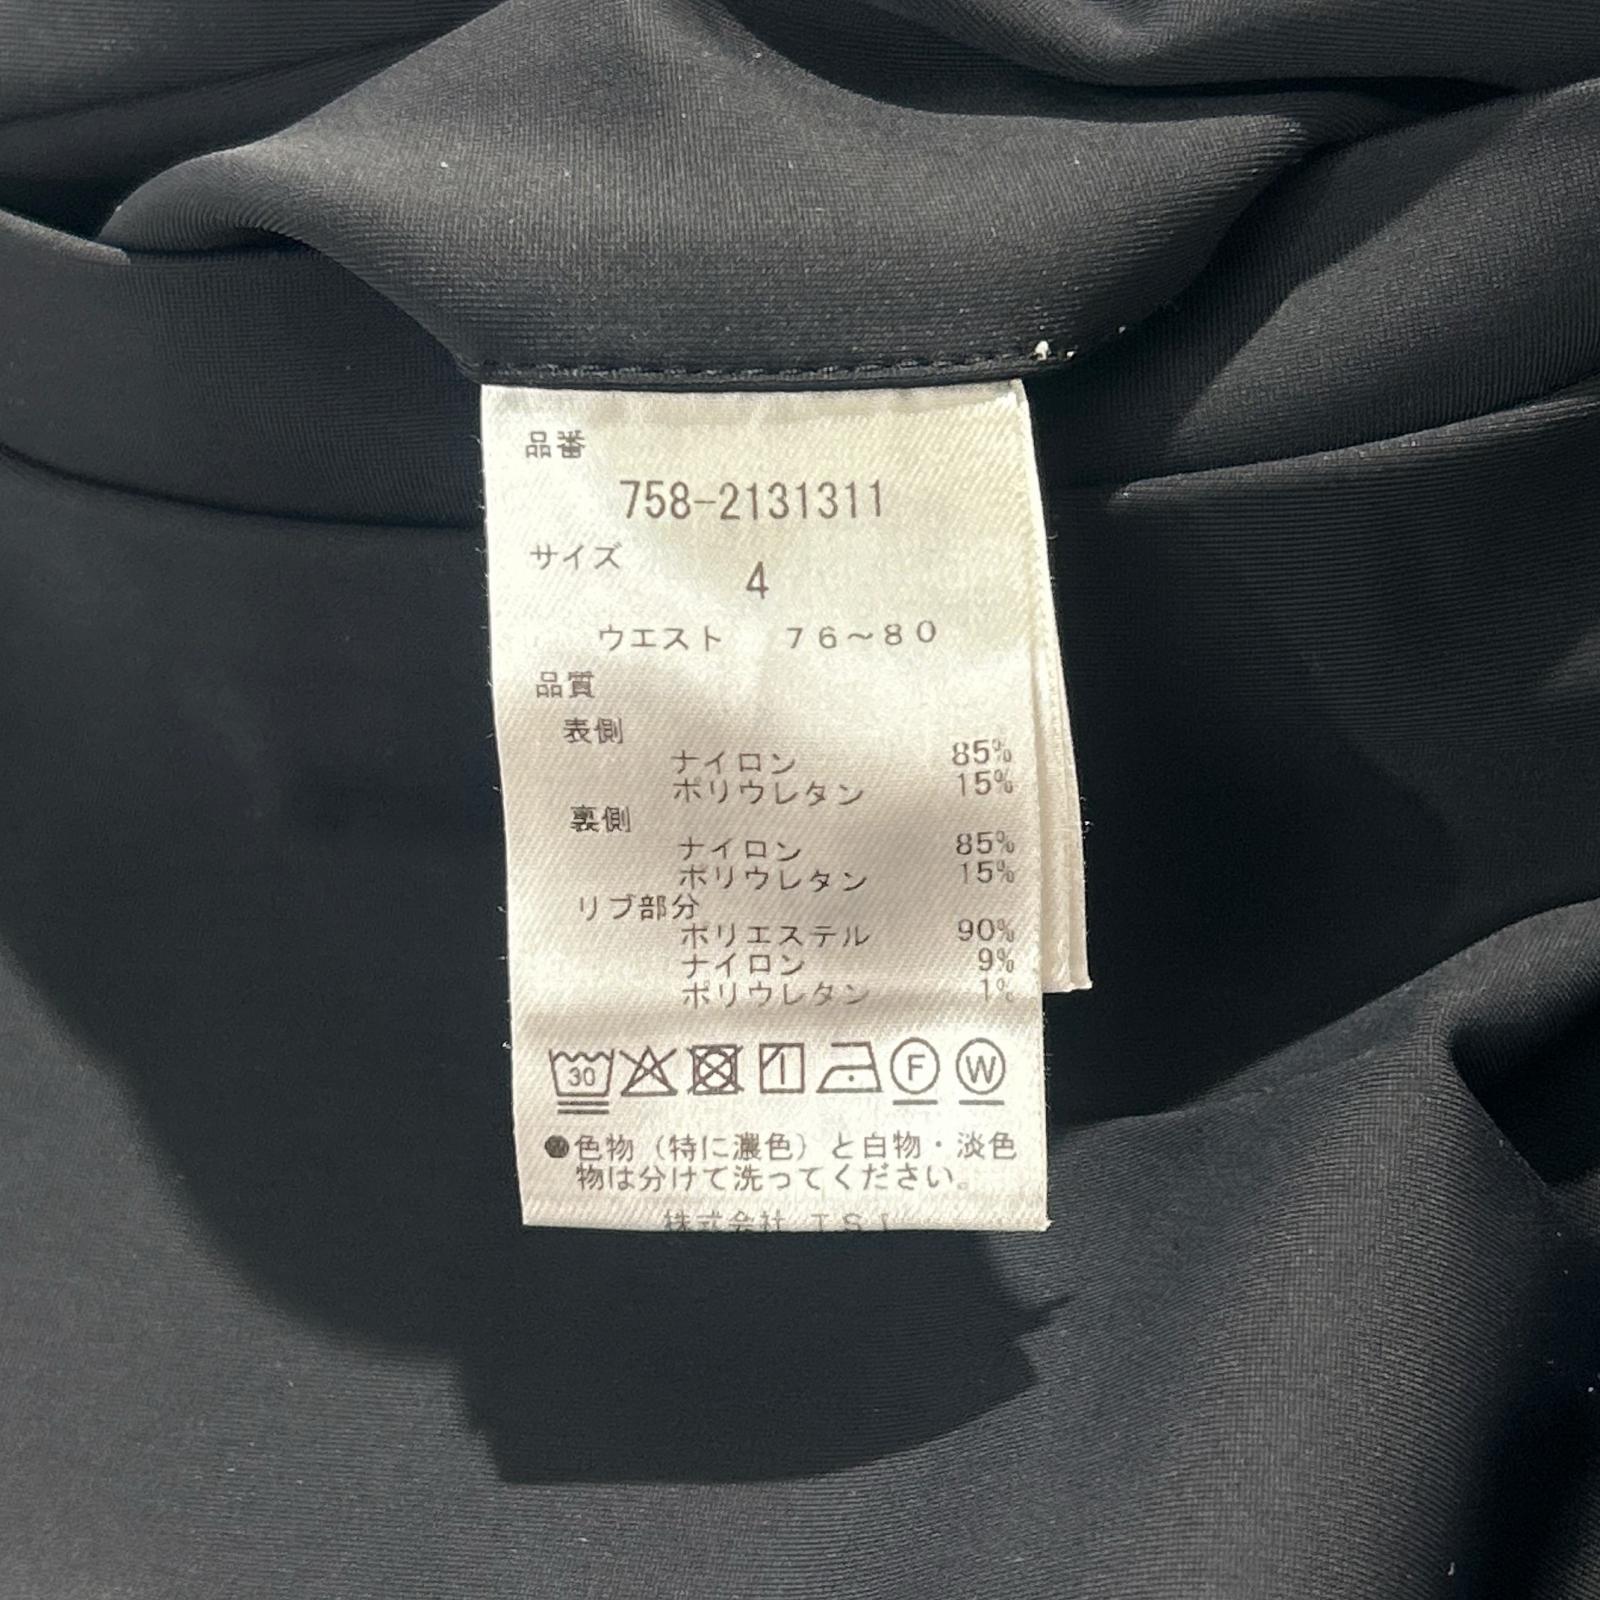 品番
758-2131311
サイズ
4
ウエスト 76~80
品質
表側
ナイロン 85%
ポリウレタン 15%
裏側
ナイロン 85%
ポリウレタン 15%
リブ部分
ポリエステル 90%
ナイロン 9%
ポリウレタン 1%
30 1 F W
●色物(特に濃色)と白物・淡色
物は分けて洗ってください。
株式会社 TSI